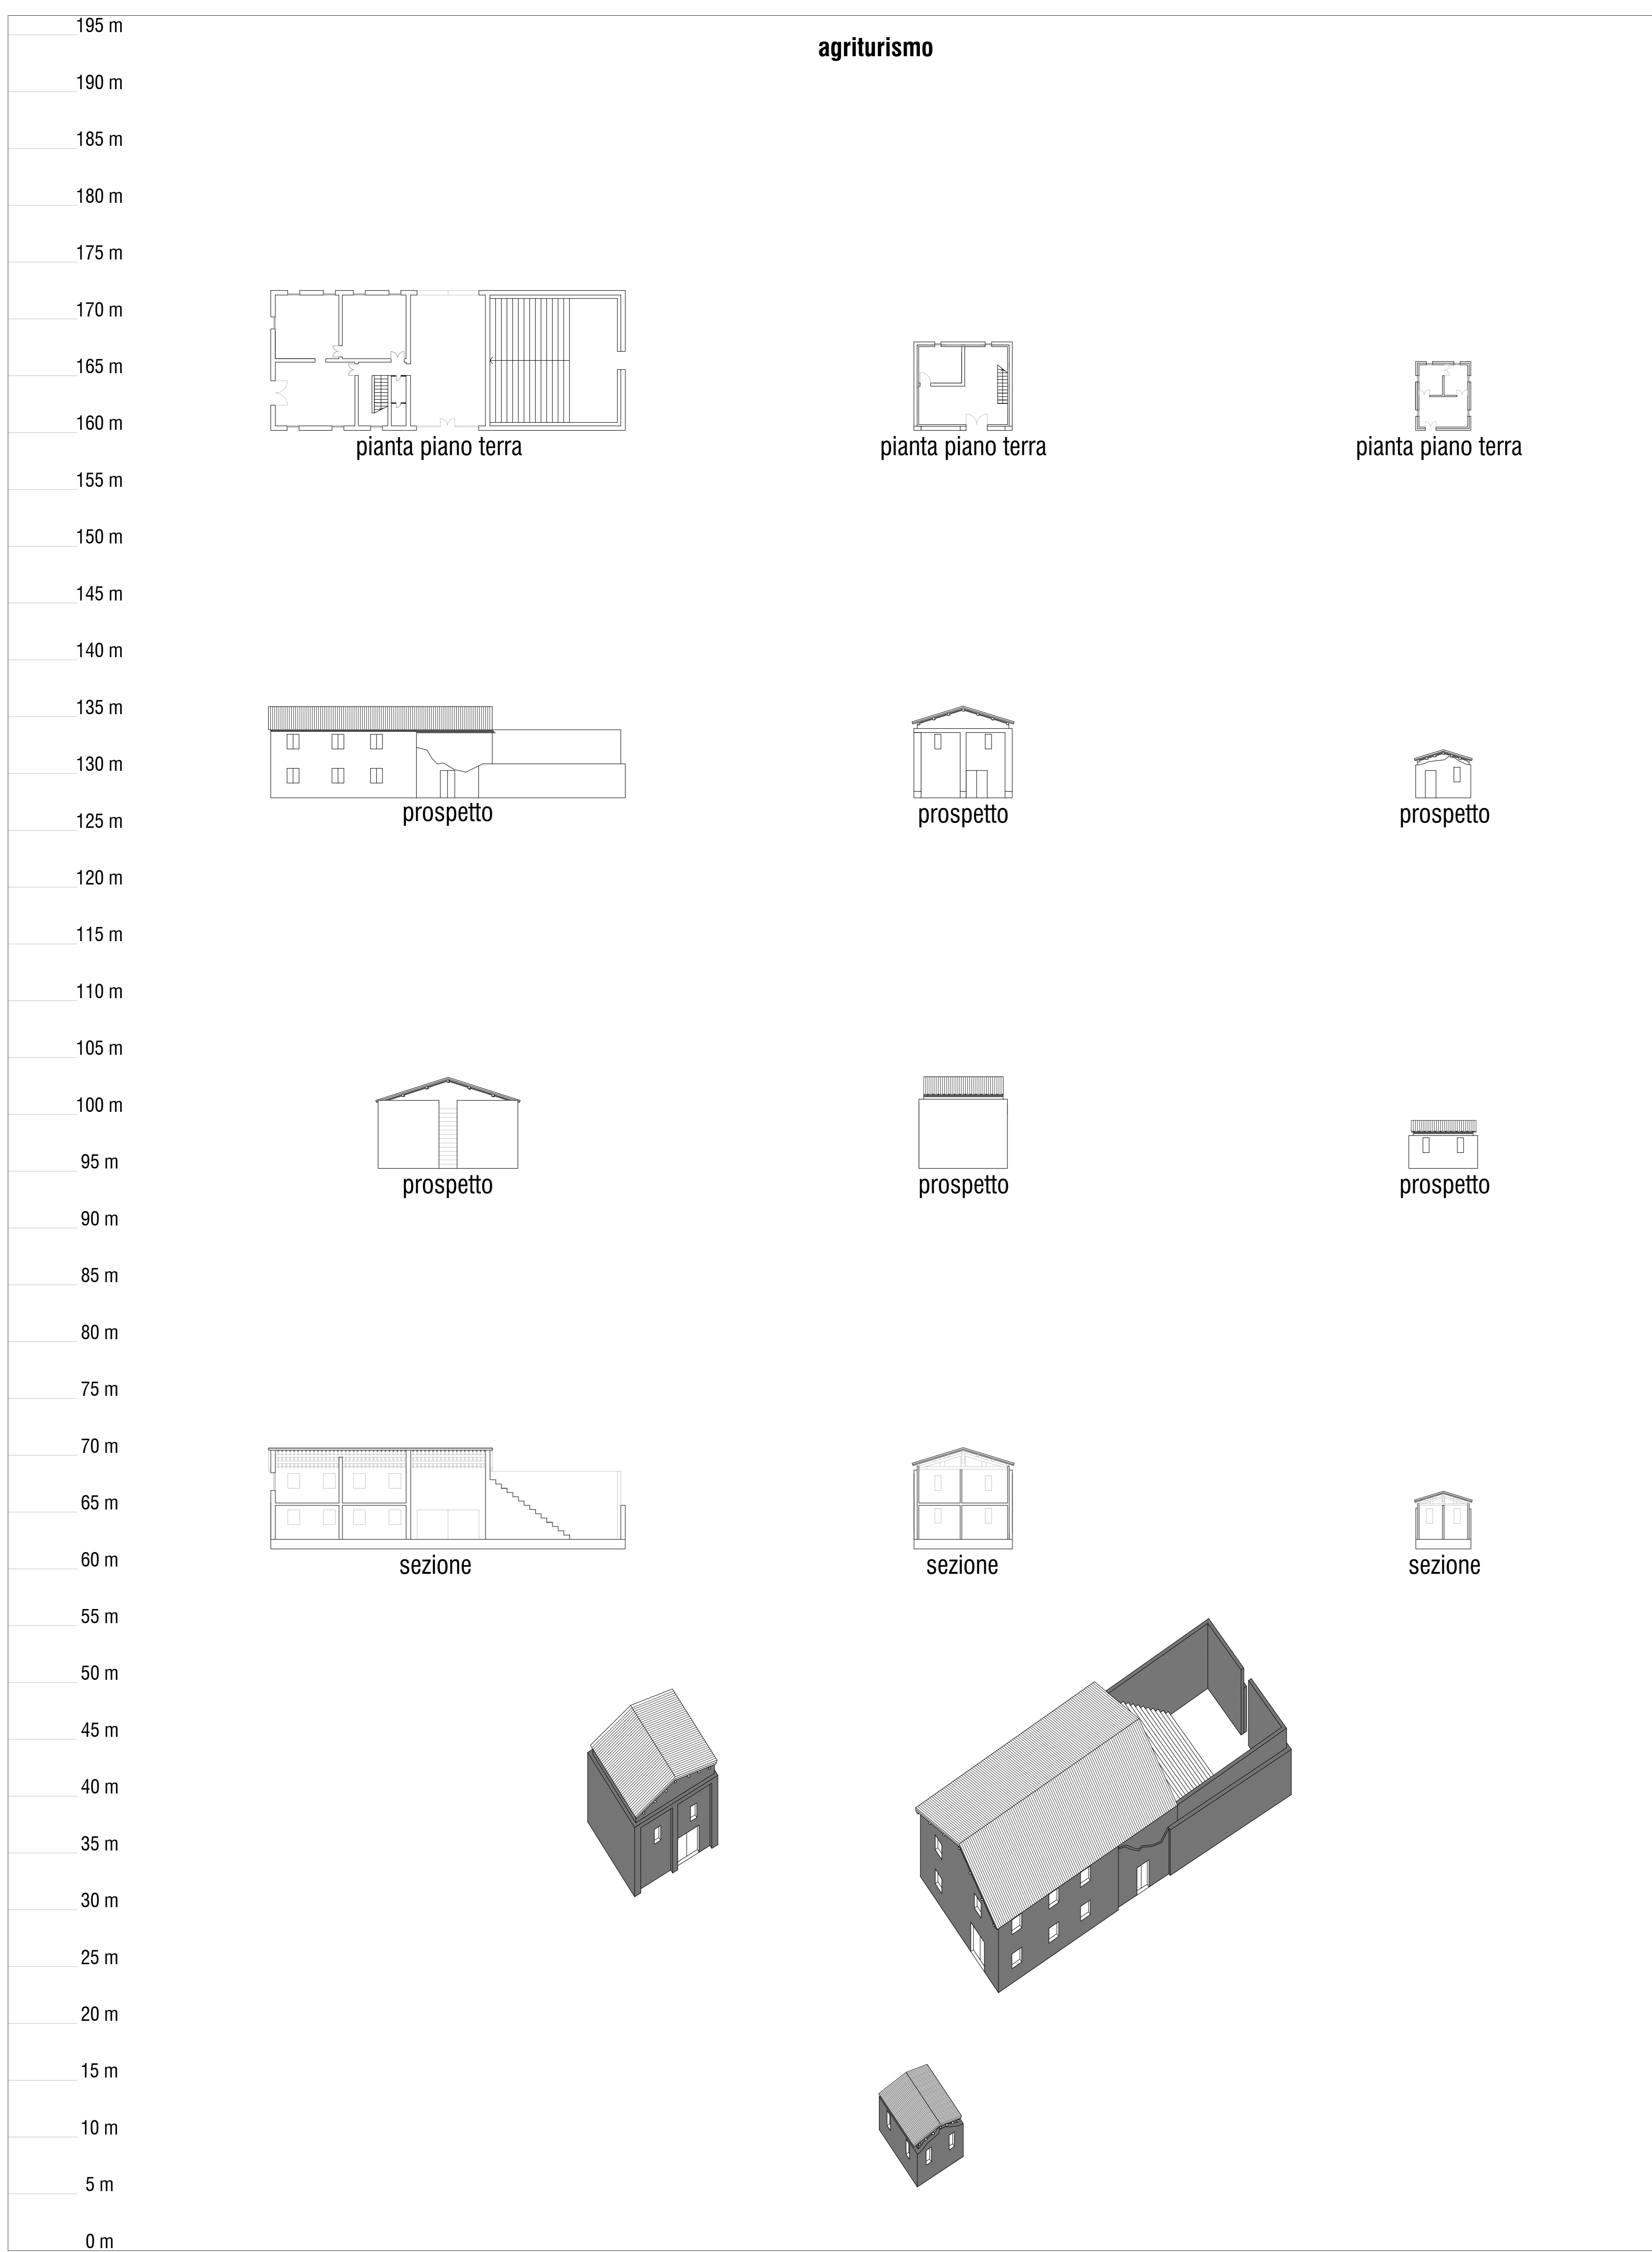 195 m
agriturismo
190 m
185 m
180 m
175 m
170 m
165 m
160 m
pianta piano terra
pianta piano terra
pianta piano terra
155 m
150 m
145 m
140 m
135 m
130 m
prospetto
prospetto
prospetto
125 m
120 m
115 m
110 m
105 m
100 m
95 m
prospetto
prospetto
prospetto
90 m
85 m
80 m
75 m
70 m
65 m
60 m
sezione
sezione
sezione
55 m
50 m
45 m
40 m
35 m
30 m
25 m
20 m
15 m
10 m
5 m
0 m